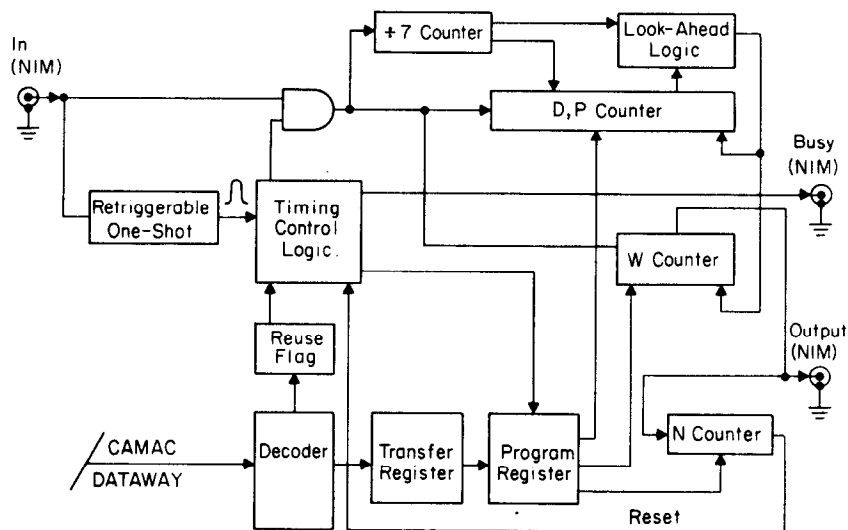 In
(NIM)
÷7 Counter
Look-Ahead
Logic
D,P Counter
Busy
(NIM)
Retriggerable
One-Shot
Timing
Control
Logic.
W Counter
Output
(NIM)
Reuse
Flag
CAMAC
DATAWAY
Decoder
Transfer
Register
Program
Register
N Counter
Reset